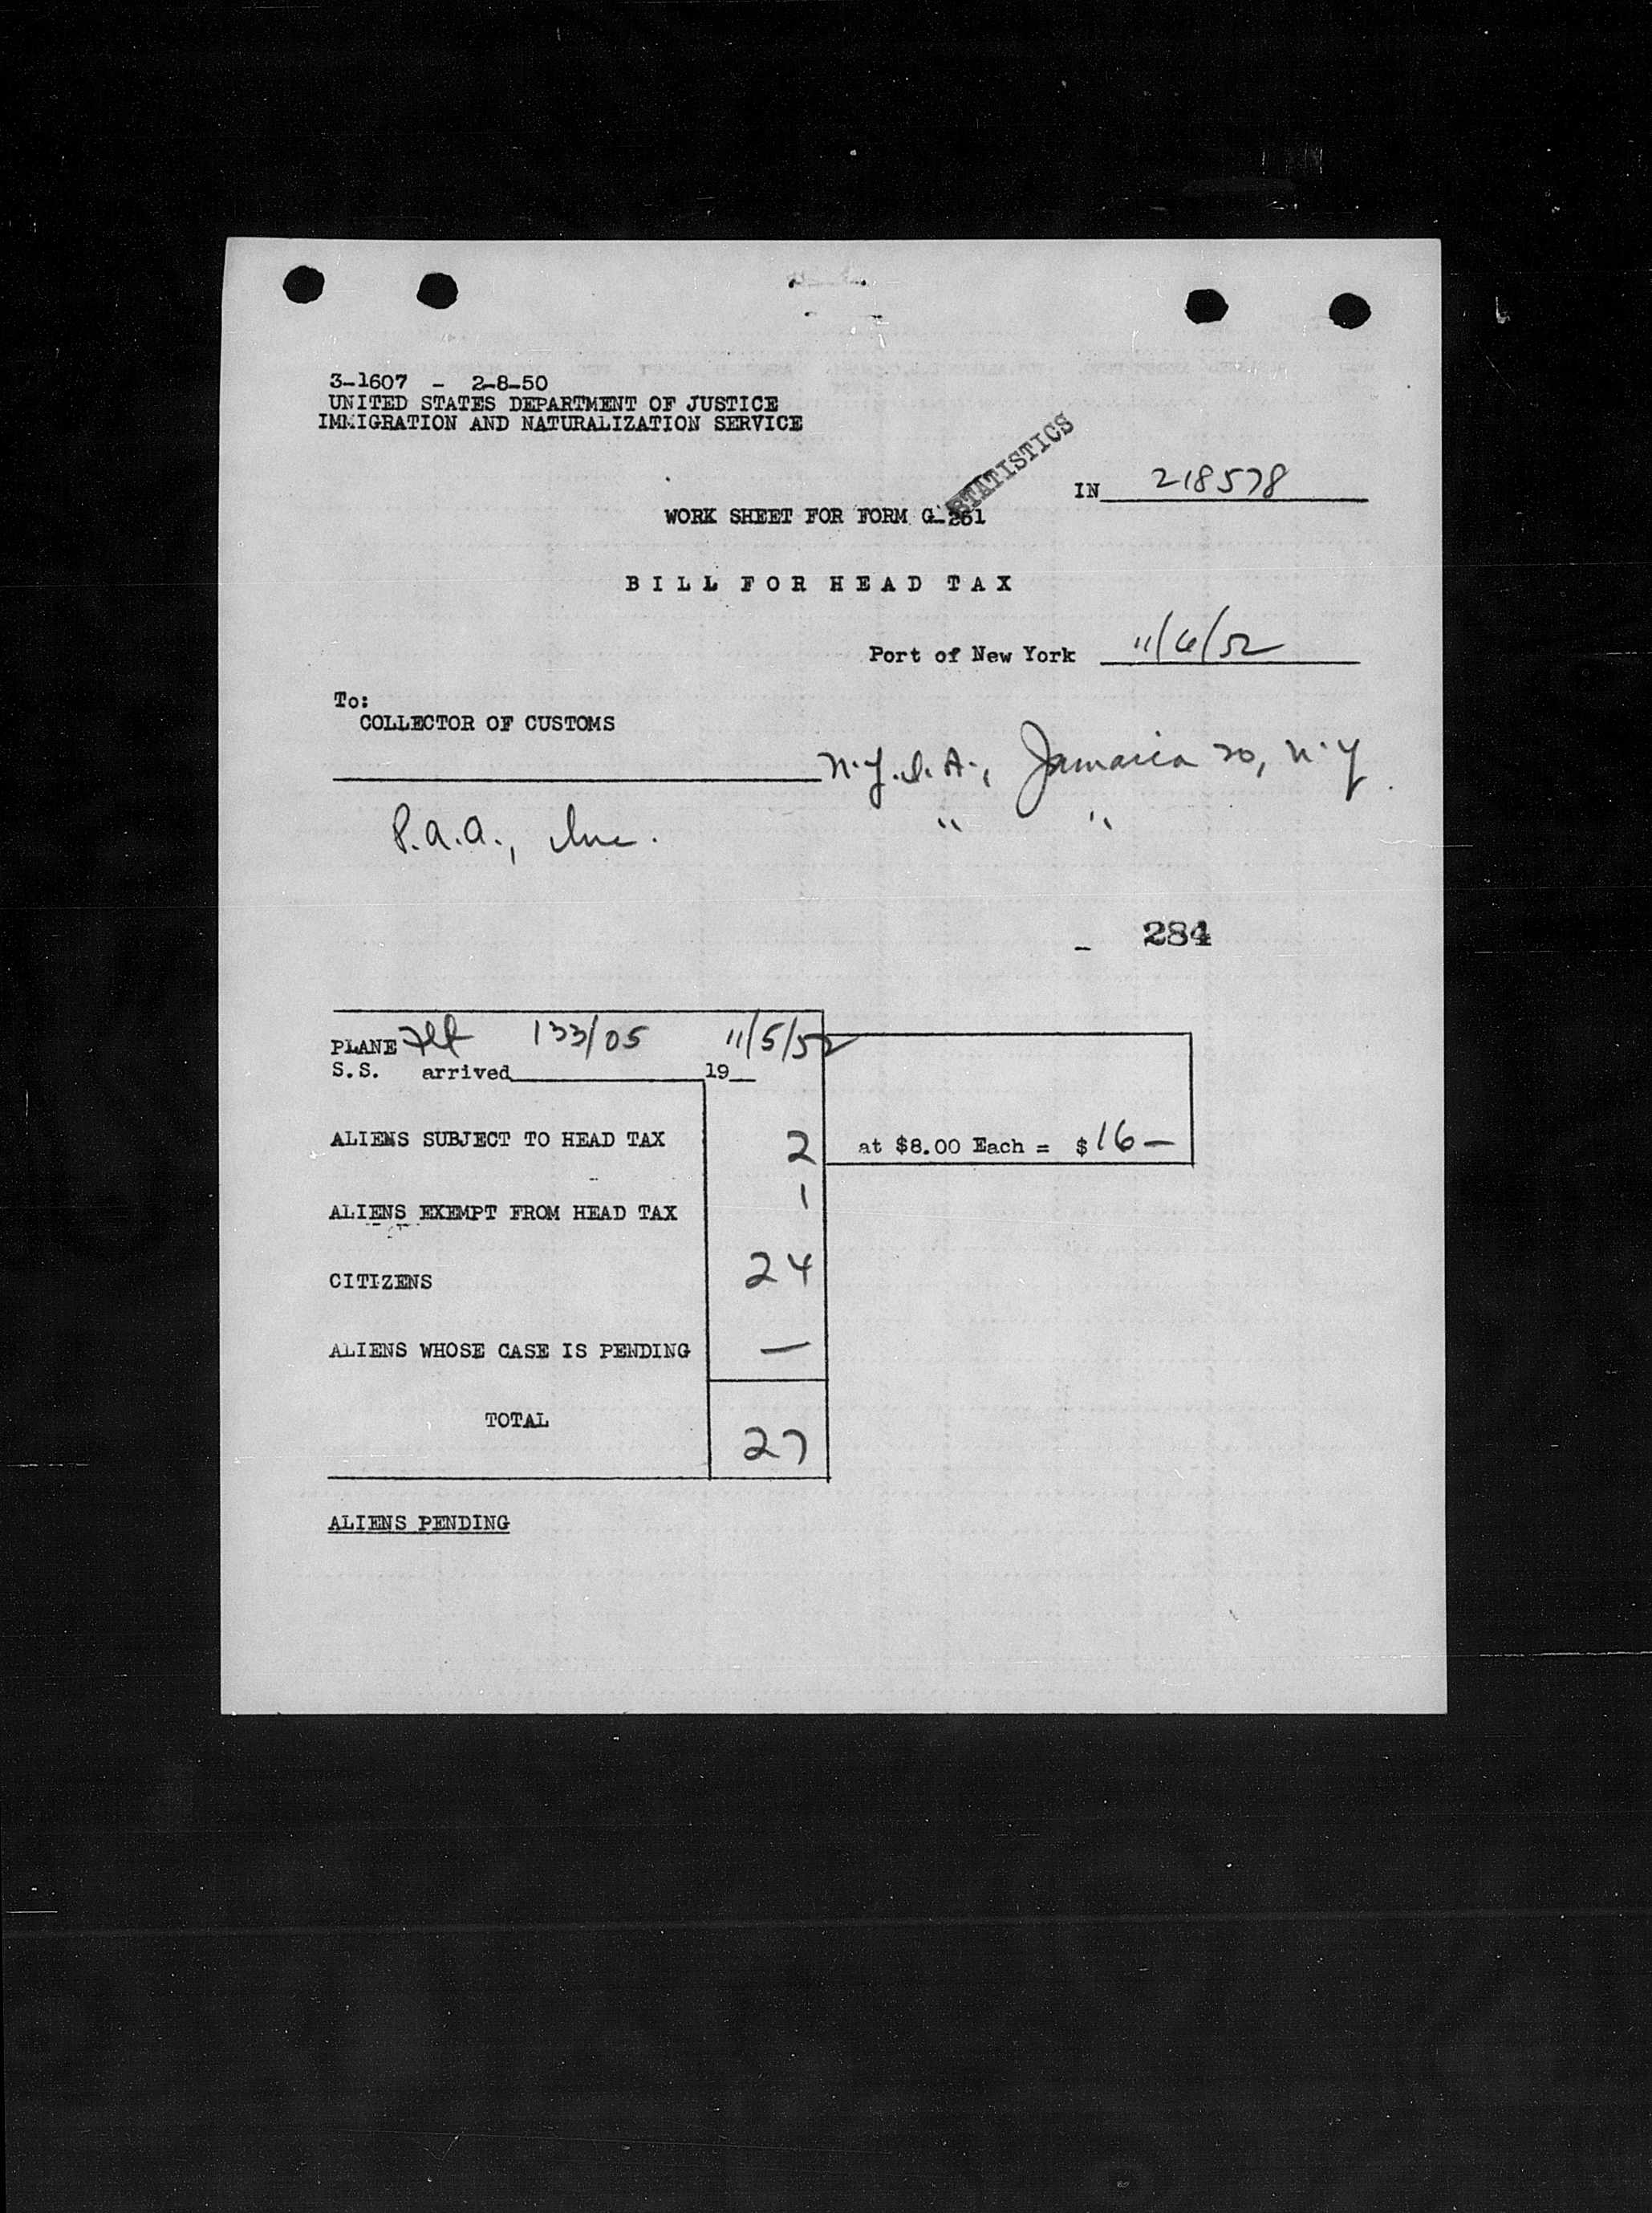 3-1607 - 2-8-50
UNITED STATES DEPARTMENT OF JUSTICE
IMMIGRATION AND NATURALIZATION SERVICE
STATISTICS
IN 218578
WORK SHEET FOR FORM G-261
BILL FOR HEAD TAX
Port of New York 11/6/52
To:
COLLECTOR OF CUSTOMS
N.Y.I.A., Jamaica 20, N.Y.
P.A.A., Inc. " "
- 284
PLANE Flt 133/05 11/5/52
S.S. arrived 19
ALIENS SUBJECT TO HEAD TAX 2 at $8.00 Each = $16—
ALIENS EXEMPT FROM HEAD TAX 1
CITIZENS 24
ALIENS WHOSE CASE IS PENDING —
TOTAL 27
ALIENS PENDING